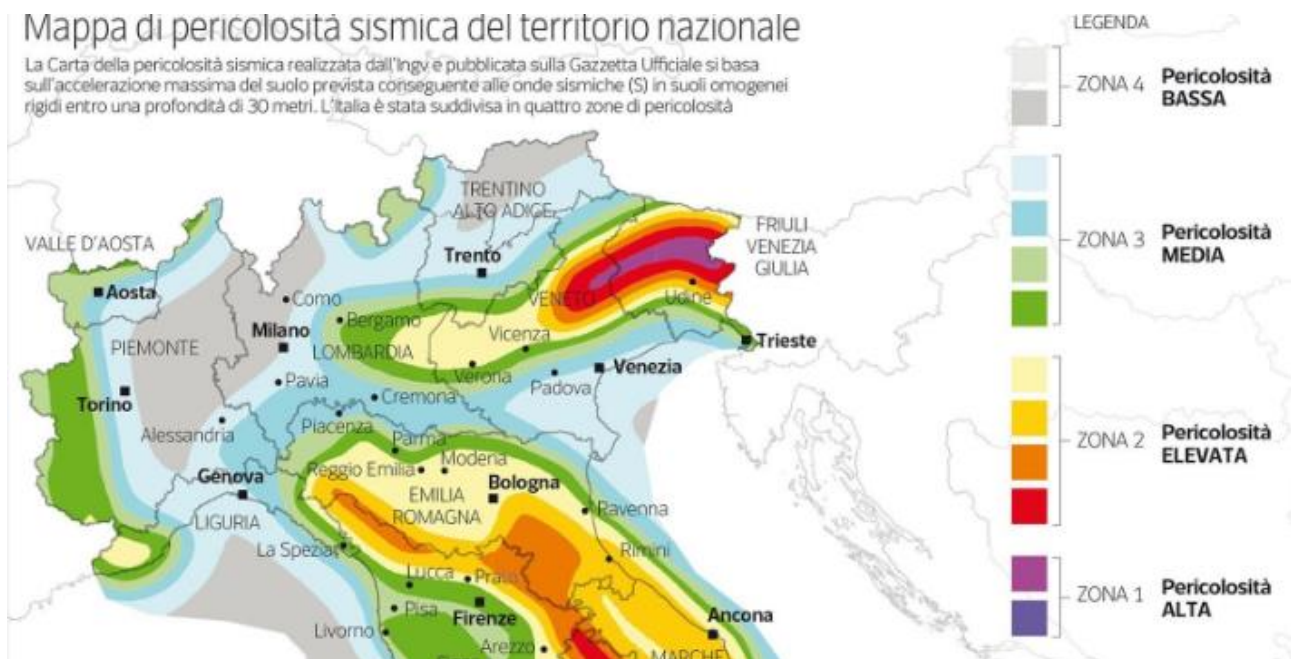 Mappa di pericolosità sismica del territorio nazionale
La Carta della pericolosità sismica realizzata dall'Ingv e pubblicata sulla Gazzetta Ufficiale si basa
sull'accelerazione massima del suolo prevista conseguente alle onde sismiche (S) in suoli omogenei
rigidi entro una profondità di 30 metri. L'Italia è stata suddivisa in quattro zone di pericolosità
LEGENDA
ZONA 4
Pericolosità
BASSA
ZONA 3
Pericolosità
MEDIA
ZONA 2
Pericolosità
ELEVATA
ZONA 1
Pericolosità
ALTA
TRENTINO
ALTO ADIGE
VALLE D'AOSTA
FRIULI
VENEZIA
GIULIA
Trento
Aosta
Como
VENETO
Udine
Bergamo
Milano
Vicenza
Trieste
PIEMONTE
LOMBARDIA
Verona
Padova
Venezia
Pavia
Torino
Cremona
Piacenza
Alessandria
Parma
Genova
Reggio Emilia
Modena
Bologna
EMILIA
ROMAGNA
Ravenna
LIGURIA
La Spezia
Rimini
Lucca
Prato
Pisa
Firenze
Ancona
Livorno
Arezzo
MARCHE